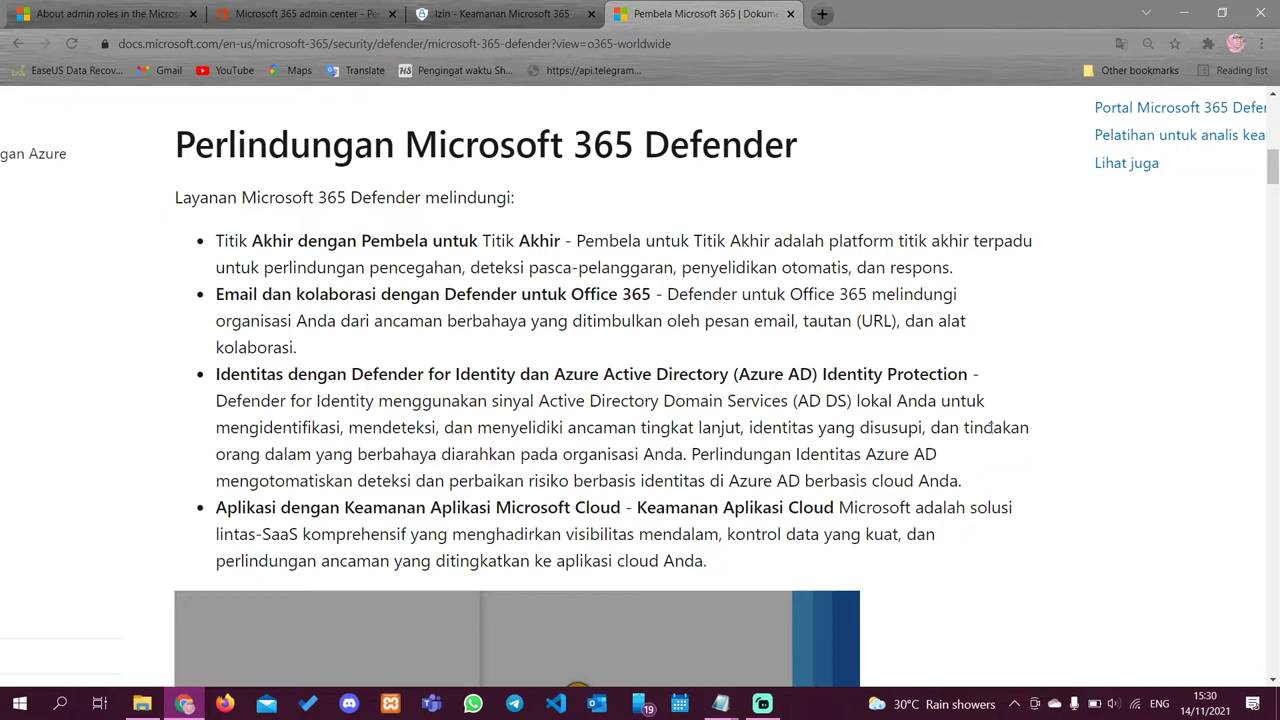 About admin roles in the Micros
Microsoft 365 admin center - Pe
Izin - Keamanan Microsoft 365
Pembela Microsoft 365 | Dokume
docs.microsoft.com/en-us/microsoft-365/security/defender/microsoft-365-defender?view=o365-worldwide
EaseUS Data Recov... Gmail YouTube Maps Translate Pengingat waktu Sh... https://api.telegram... Other bookmarks Reading list
gan Azure
Perlindungan Microsoft 365 Defender
Layanan Microsoft 365 Defender melindungi:
Titik Akhir dengan Pembela untuk Titik Akhir - Pembela untuk Titik Akhir adalah platform titik akhir terpadu
untuk perlindungan pencegahan, deteksi pasca-pelanggaran, penyelidikan otomatis, dan respons.
Email dan kolaborasi dengan Defender untuk Office 365 - Defender untuk Office 365 melindungi
organisasi Anda dari ancaman berbahaya yang ditimbulkan oleh pesan email, tautan (URL), dan alat
kolaborasi.
Identitas dengan Defender for Identity dan Azure Active Directory (Azure AD) Identity Protection -
Defender for Identity menggunakan sinyal Active Directory Domain Services (AD DS) lokal Anda untuk
mengidentifikasi, mendeteksi, dan menyelidiki ancaman tingkat lanjut, identitas yang disusupi, dan tindakan
orang dalam yang berbahaya diarahkan pada organisasi Anda. Perlindungan Identitas Azure AD
mengotomatiskan deteksi dan perbaikan risiko berbasis identitas di Azure AD berbasis cloud Anda.
Aplikasi dengan Keamanan Aplikasi Microsoft Cloud - Keamanan Aplikasi Cloud Microsoft adalah solusi
lintas-SaaS komprehensif yang menghadirkan visibilitas mendalam, kontrol data yang kuat, dan
perlindungan ancaman yang ditingkatkan ke aplikasi cloud Anda.
Portal Microsoft 365 Defer
Pelatihan untuk analis kea
Lihat juga
19
30°C Rain showers
ENG
15:30
14/11/2021